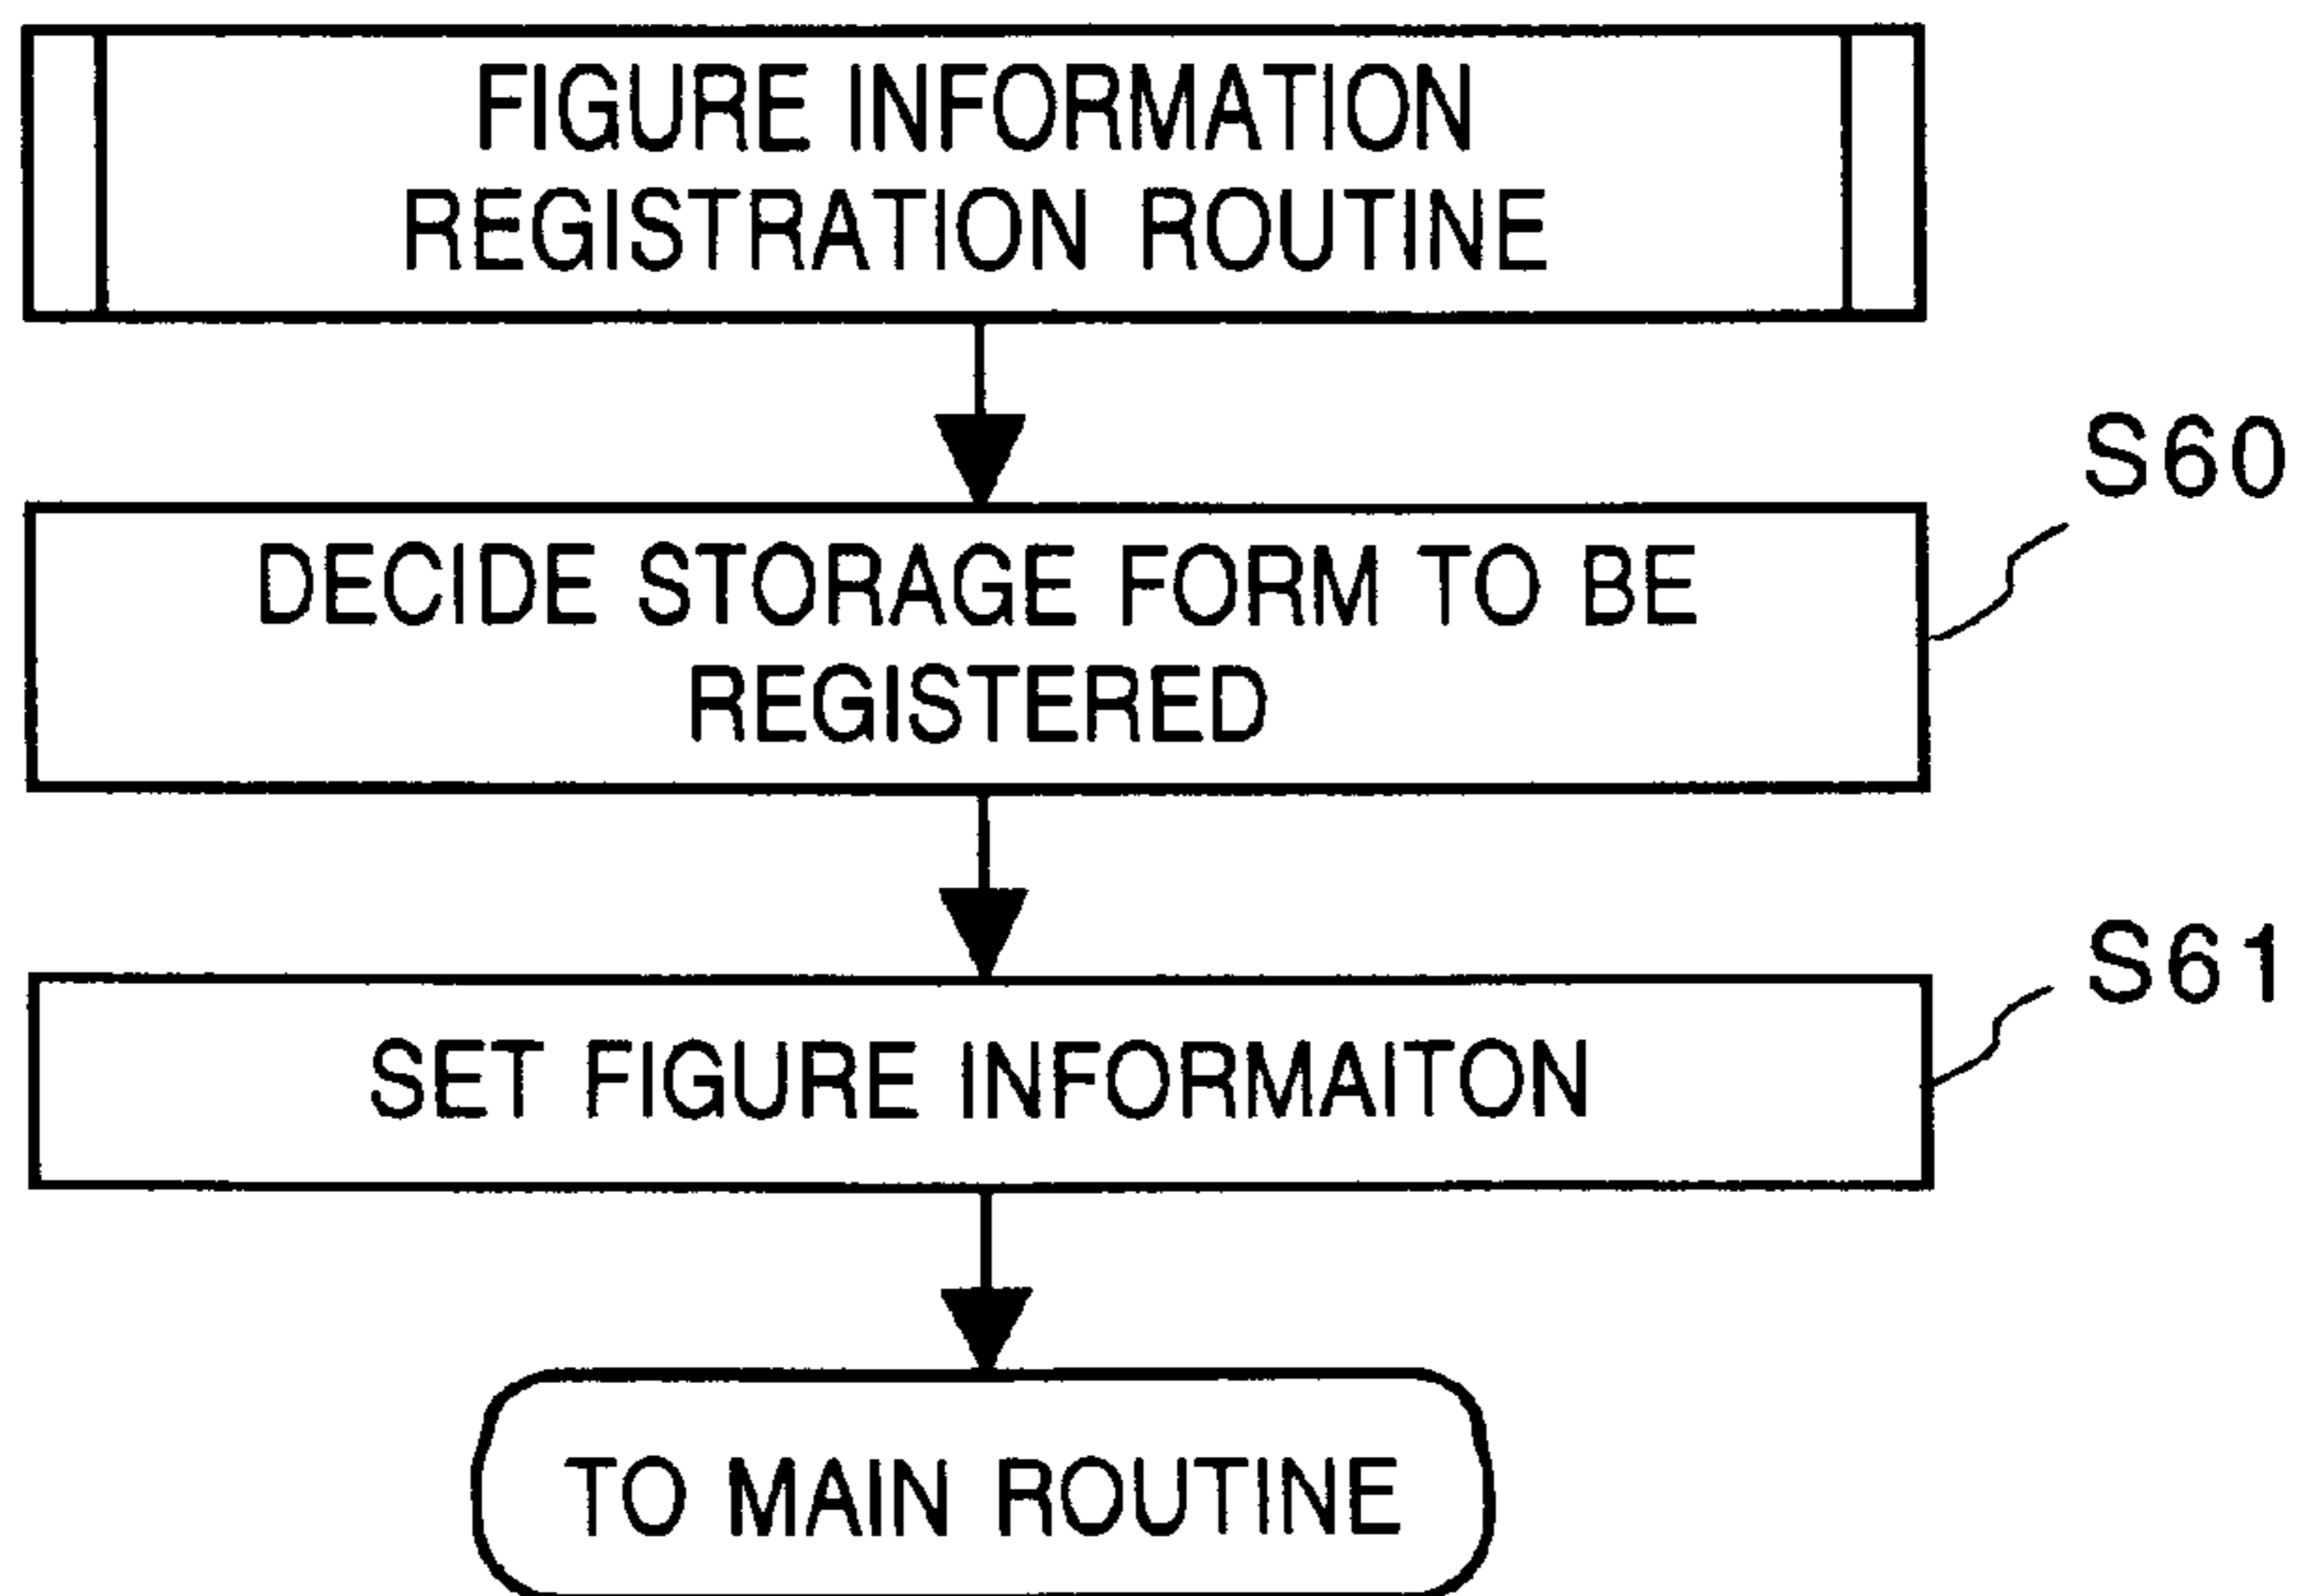 FIGURE INFORMATION
REGISTRATION ROUTINE
S60
DECIDE STORAGE FORM TO BE
REGISTERED
S61
SET FIGURE INFORMAITON
TO MAIN ROUTINE